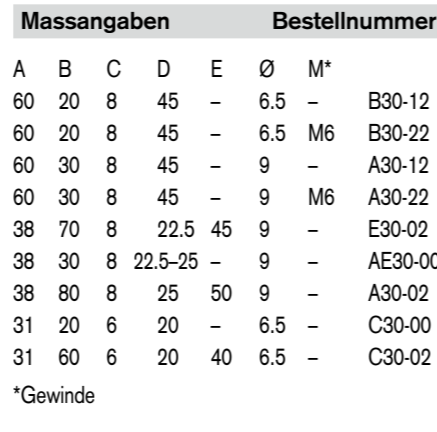 Massangaben Bestellnummer
A B C D E Ø M*
60 20 8 45 – 6.5 – B30-12
60 20 8 45 – 6.5 M6 B30-22
60 30 8 45 – 9 – A30-12
60 30 8 45 – 9 M6 A30-22
38 70 8 22.5 45 9 – E30-02
38 30 8 22.5–25 – 9 – AE30-00
38 80 8 25 50 9 – A30-02
31 20 6 20 – 6.5 – C30-00
31 60 6 20 40 6.5 – C30-02
*Gewinde